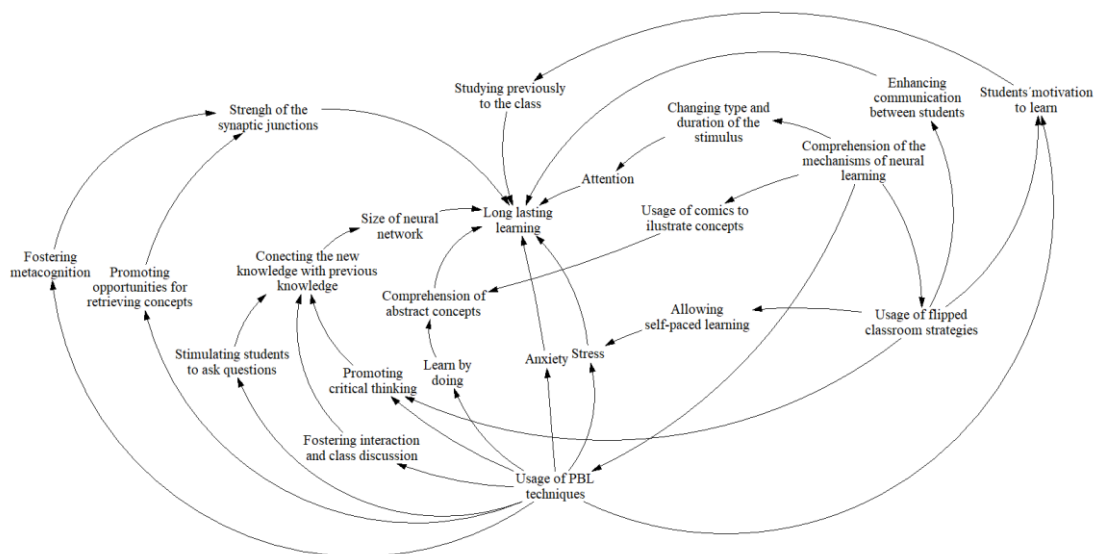 Studying previously
to the class
Enhancing
communication
between students
Students´motivation
to learn
Strengh of the
synaptic junctions
Changing type and
duration of the
stimulus
Comprehension of the
mechanisms of neural
learning
Attention
Long lasting
learning
Usage of comics to
ilustrate concepts
Size of neural
network
Fostering
metacognition
Promoting
opportunities for
retrieving concepts
Conecting the new
knowledge with previous
knowledge
Comprehension of
abstract concepts
Allowing
self-paced learning
Usage of flipped
classroom strategies
Stimulating students
to ask questions
Promoting
critical thinking
Learn by
doing
Anxiety
Stress
Fostering interaction
and class discussion
Usage of PBL
techniques